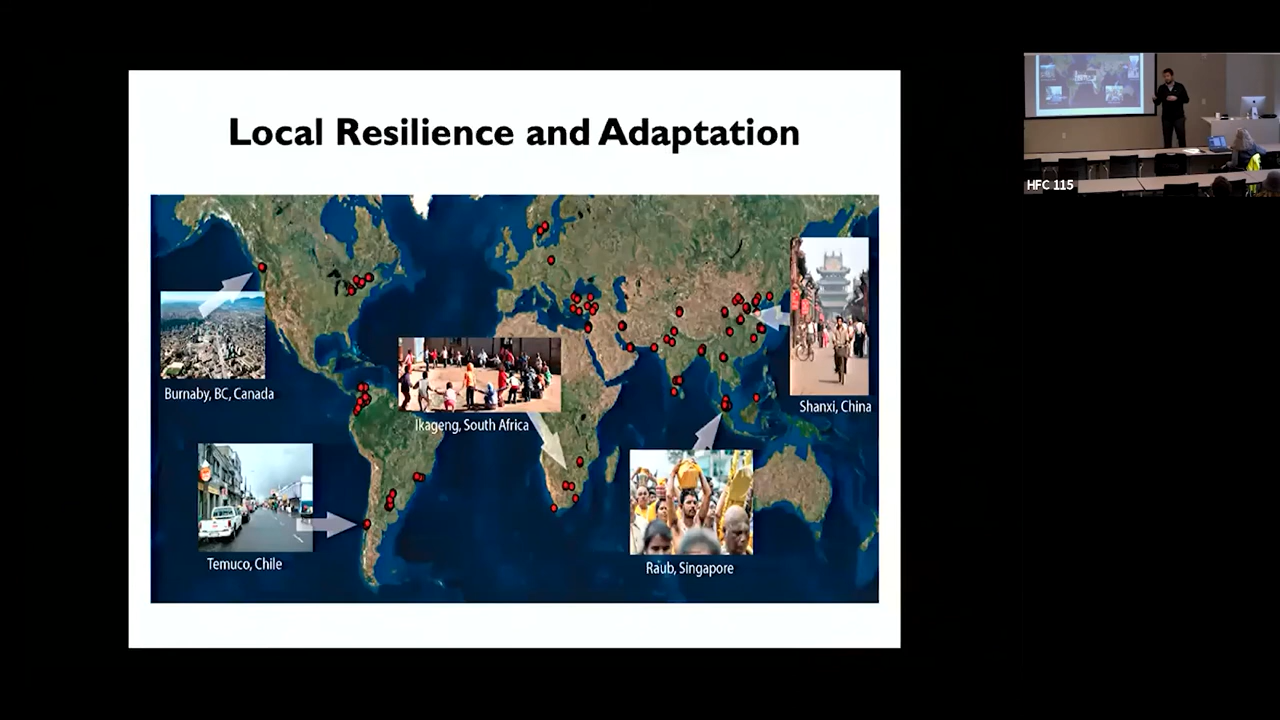 Local Resilience and Adaptation
HFC 115
Burnaby, BC, Canada
Ikageng, South Africa
Shanxi, China
Temuco, Chile
Raub, Singapore